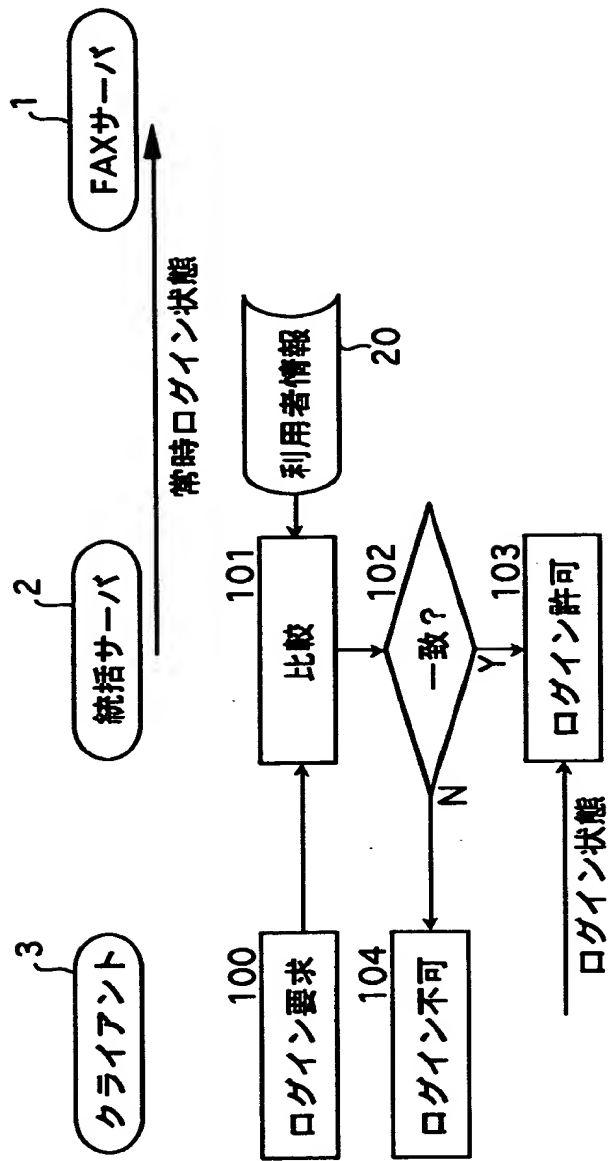 クライアント
3
統括サーバ
2
FAXサーバ
1
常時ログイン状態
ログイン要求
100
比較
101
利用者情報
20
一致?
102
N
Y
ログイン不可
104
ログイン許可
103
ログイン状態